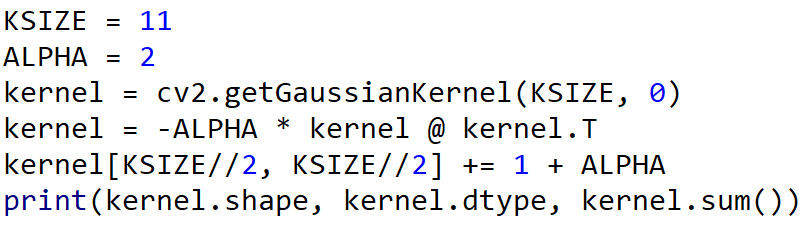 KSIZE = 11
ALPHA = 2
kernel = cv2.getGaussianKernel(KSIZE, 0)
kernel = -ALPHA * kernel @ kernel.T
kernel[KSIZE//2, KSIZE//2] += 1 + ALPHA
print(kernel.shape, kernel.dtype, kernel.sum())